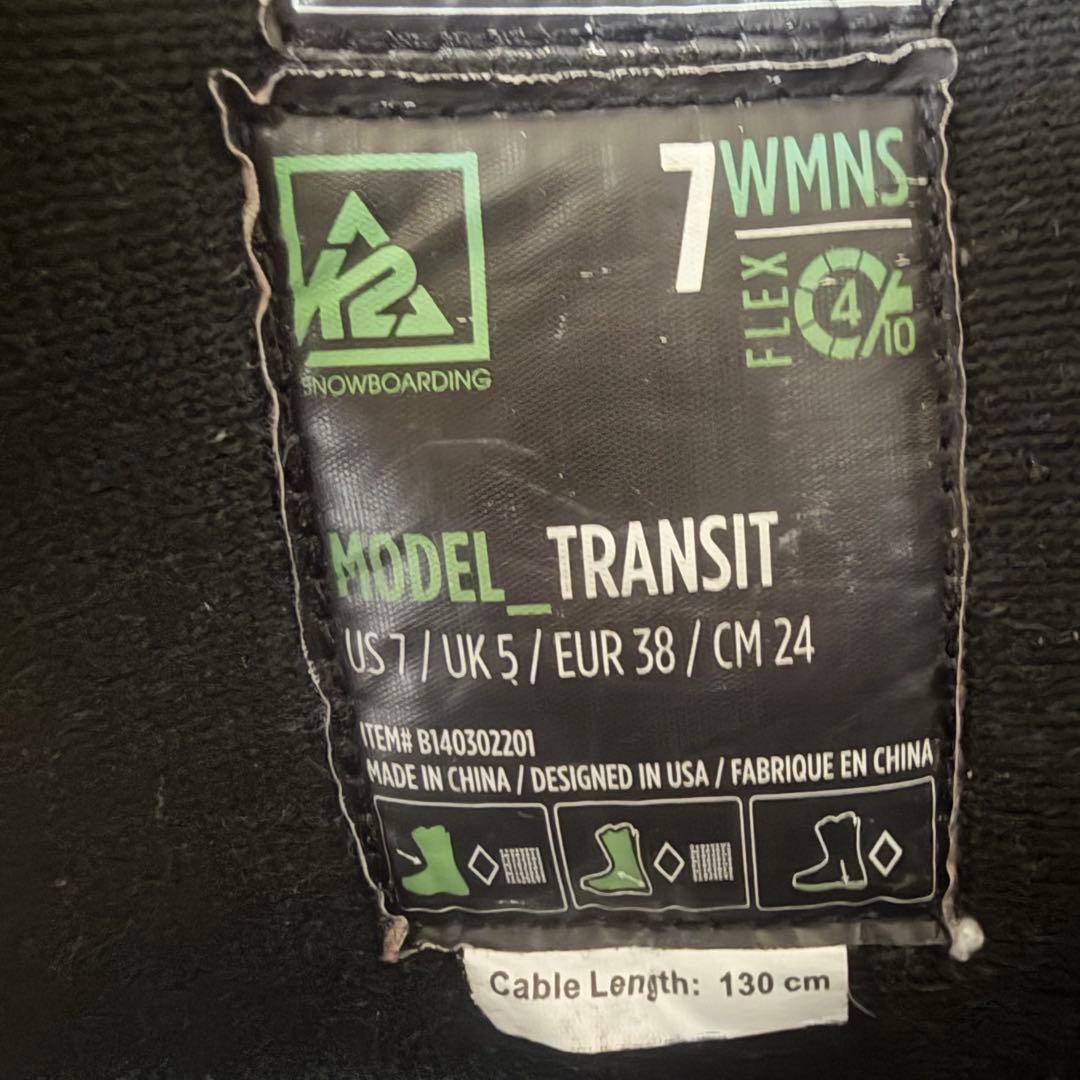 K2
SNOWBOARDING
7 WMNS
FLEX 4/10
MODEL_TRANSIT
US 7 / UK 5 / EUR 38 / CM 24
ITEM# B140302201
MADE IN CHINA / DESIGNED IN USA / FABRIQUE EN CHINA
Cable Length: 130 cm